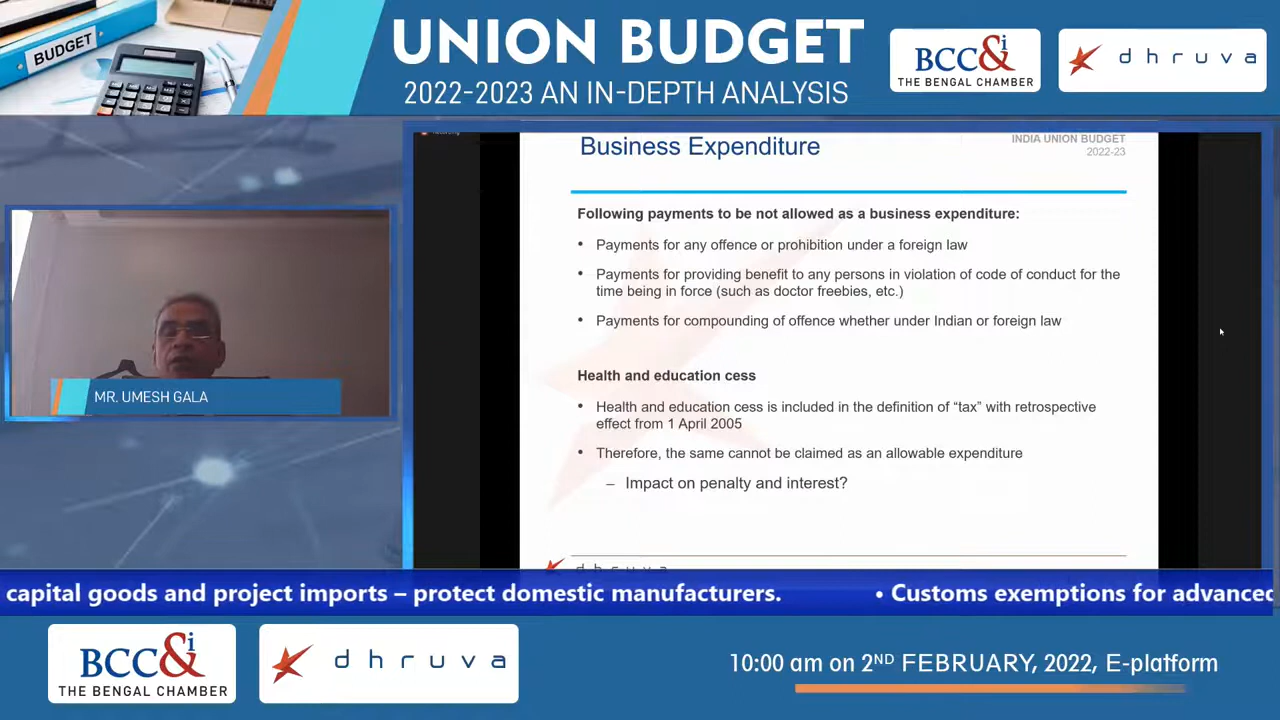 BUDGET
UNION BUDGET
2022-2023 AN IN-DEPTH ANALYSIS
BCC&i
THE BENGAL CHAMBER
dhruva
Business Expenditure
INDIA UNION BUDGET
2022-23
Following payments to be not allowed as a business expenditure:
• Payments for any offence or prohibition under a foreign law
• Payments for providing benefit to any persons in violation of code of conduct for the
time being in force (such as doctor freebies, etc.)
• Payments for compounding of offence whether under Indian or foreign law
Health and education cess
• Health and education cess is included in the definition of “tax” with retrospective
effect from 1 April 2005
• Therefore, the same cannot be claimed as an allowable expenditure
– Impact on penalty and interest?
dhruva
MR. UMESH GALA
capital goods and project imports – protect domestic manufacturers.
• Customs exemptions for advanced
BCC&i
THE BENGAL CHAMBER
dhruva
10:00 am on 2ND FEBRUARY, 2022, E-platform